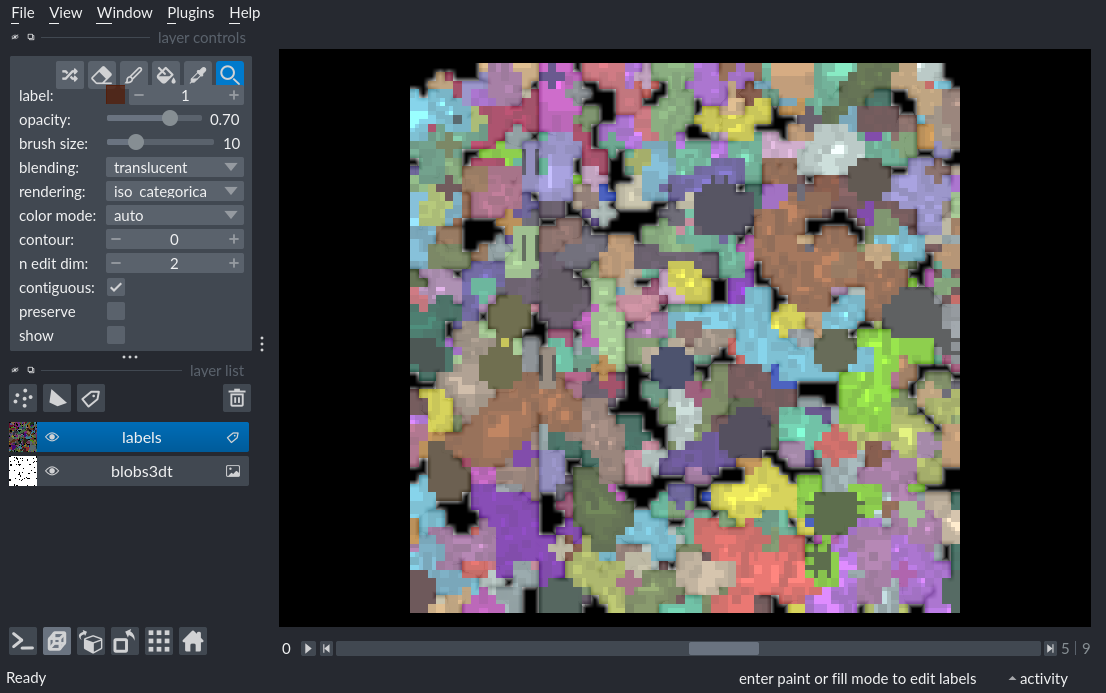 File View Window Plugins Help
layer controls
label: 1
opacity: 0.70
brush size: 10
blending: translucent
rendering: iso_categorica
color mode: auto
contour: 0
n edit dim: 2
contiguous:
preserve
show
layer list
labels
blobs3dt
0 5 | 9
Ready enter paint or fill mode to edit labels activity